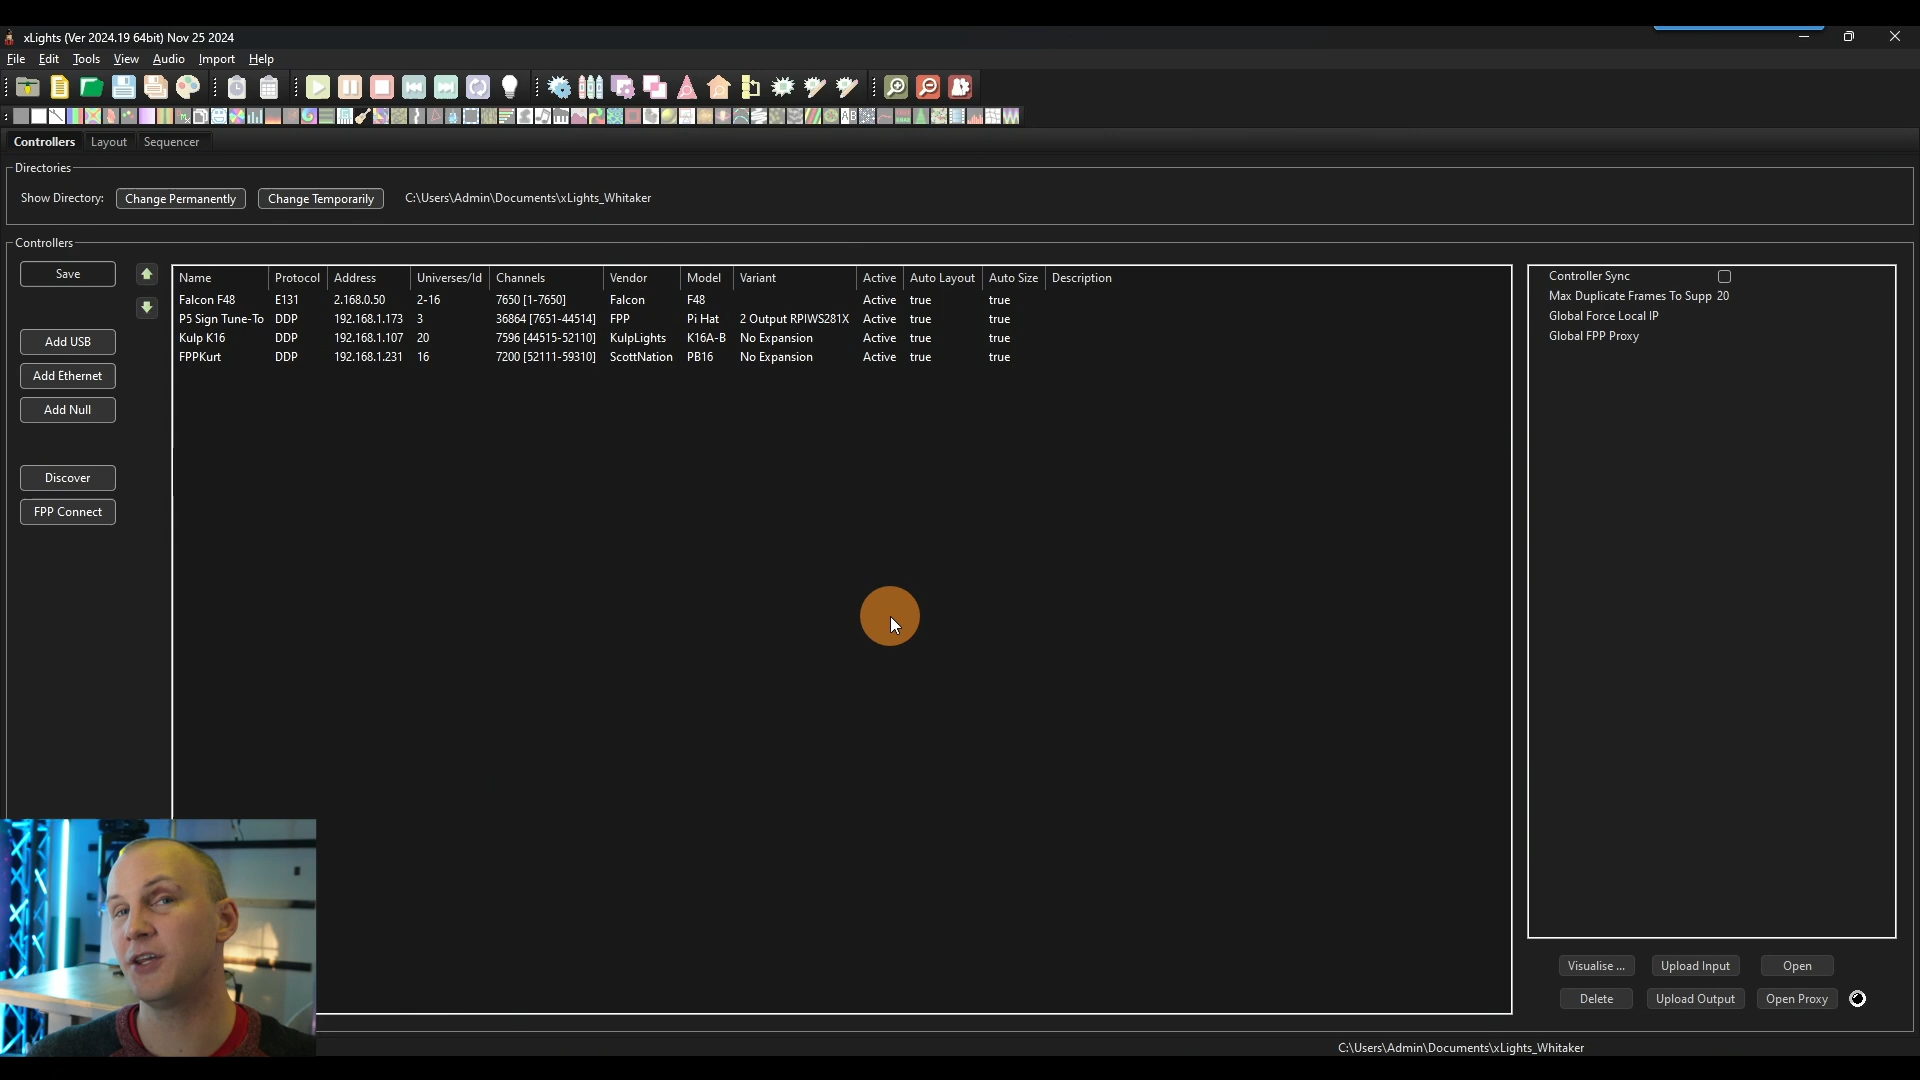 xLights (Ver 2024.19 64bit) Nov 25 2024
File Edit Tools View Audio Import Help
Controllers Layout Sequencer
Directories
Show Directory: Change Permanently Change Temporarily C:\Users\Admin\Documents\xLights_Whitaker
Controllers
Save
Add USB
Add Ethernet
Add Null
Discover
FPP Connect
Name Protocol Address Universes/Id Channels Vendor Model Variant Active Auto Layout Auto Size Description
Falcon F48 E131 2.168.0.50 2-16 7650 [1-7650] Falcon F48 Active true true
P5 Sign Tune-To DDP 192.168.1.173 3 36864 [7651-44514] FPP Pi Hat 2 Output RPIWS281X Active true true
Kulp K16 DDP 192.168.1.107 20 7596 [44515-52110] KulpLights K16A-B No Expansion Active true true
FPPKurt DDP 192.168.1.231 16 7200 [52111-59310] ScottNation PB16 No Expansion Active true true
Controller Sync
Max Duplicate Frames To Supp 20
Global Force Local IP
Global FPP Proxy
Visualise ... Upload Input Open
Delete Upload Output Open Proxy
C:\Users\Admin\Documents\xLights_Whitaker